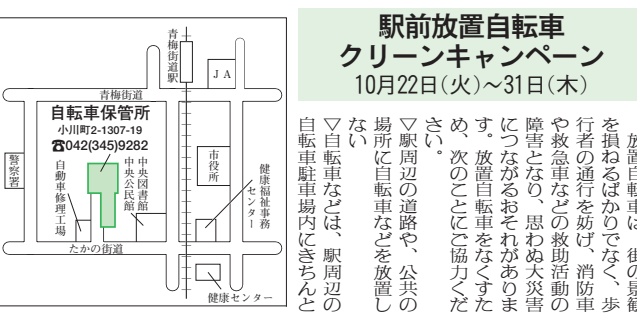 駅前放置自転車
クリーンキャンペーン
10月22日(火)～31日(木)
放置自転車は、街の景観
を損ねるばかりでなく、歩
行者の通行を妨げ、消防車
や救急車などの救助活動の
障害となり、思わぬ大災害
につながるおそれがありま
す。放置自転車をなくすた
め、次のことにご協力くだ
さい。
▽駅周辺の道路や、公共の
場所に自転車などを放置し
ない
▽自転車などは、駅周辺の
自転車駐車場内にきちんと
青梅街道駅
JA
青梅街道
自転車保管所
小川町2-1307-19
☎042(345)9282
警察署
自動車修理工場
中央公民館
中央図書館
市役所
健康福祉事務
センター
たかの街道
健康センター